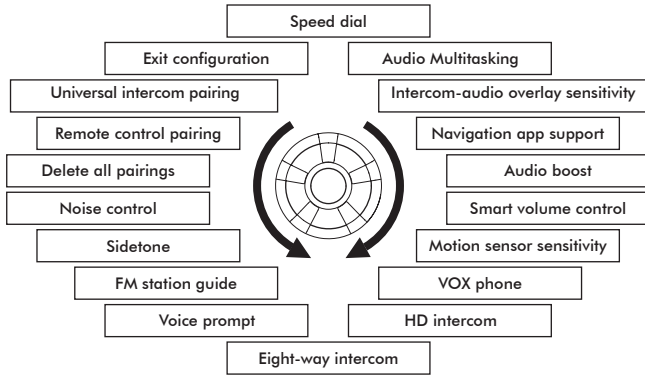 Speed dial
Exit configuration
Audio Multitasking
Universal intercom pairing
Intercom-audio overlay sensitivity
Remote control pairing
Navigation app support
Delete all pairings
Audio boost
Noise control
Smart volume control
Sidetone
Motion sensor sensitivity
FM station guide
VOX phone
Voice prompt
HD intercom
Eight-way intercom